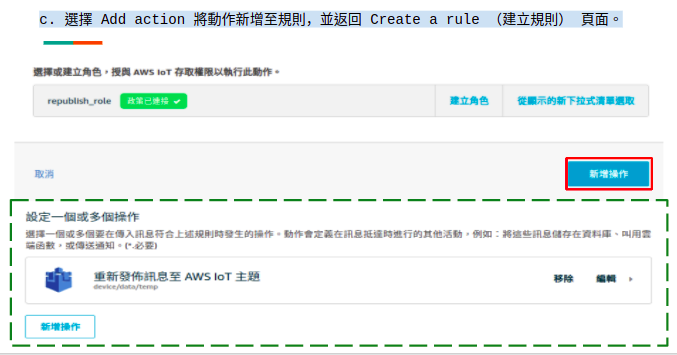 c. 選擇 Add action 將動作新增至規則，並返回 Create a rule （建立規則） 頁面。
選擇或建立角色，授與 AWS IoT 存取權限以執行此動作。
republish_role 政策已連接 建立角色 從顯示的新下拉式清單選取
取消 新增操作
設定一個或多個操作
選擇一個或多個要在傳入訊息符合上述規則時發生的操作。動作會定義在訊息抵達時進行的其他活動，例如：將這些訊息儲存在資料庫、叫用雲
端函數，或傳送通知。(*.必要)
重新發佈訊息至 AWS IoT 主題 移除 編輯
device/data/temp
新增操作